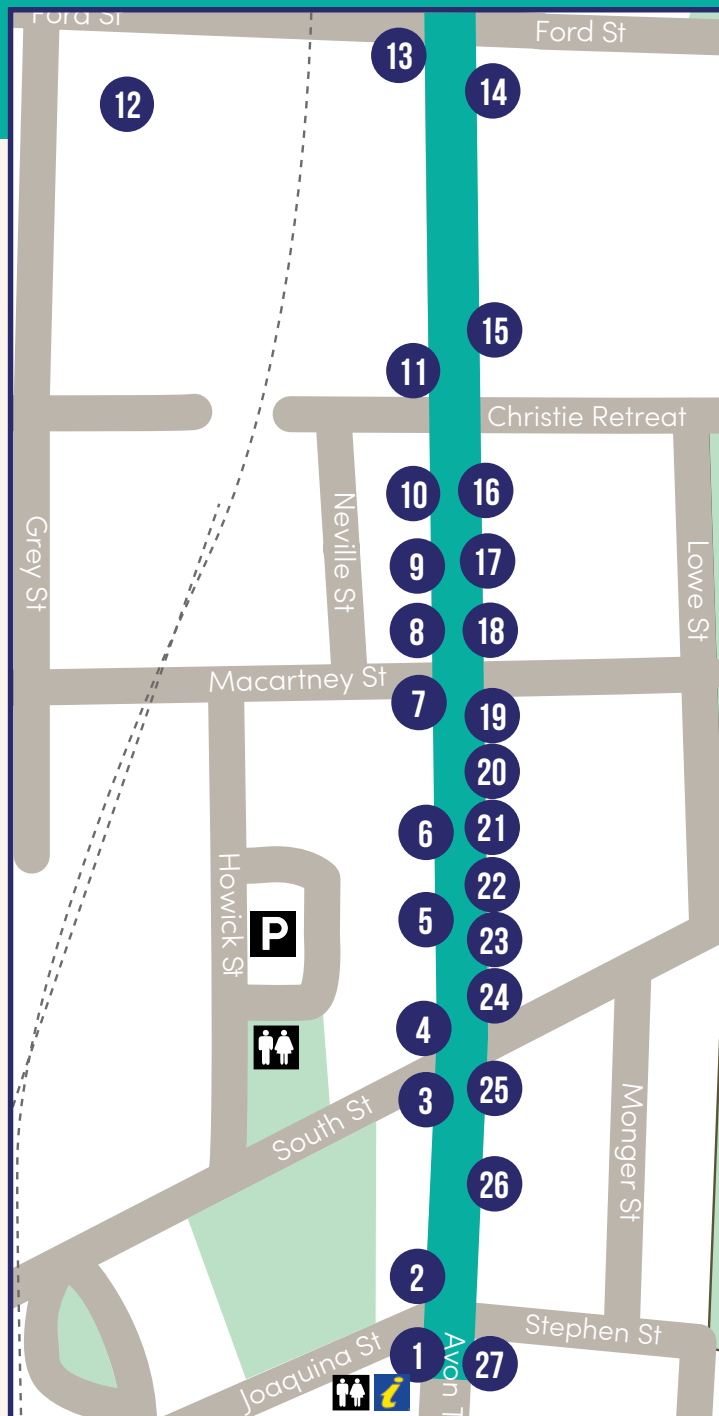 Ford St
Ford St
13
12
14
15
11
Christie Retreat
10
16
Neville St
Grey St
9
17
Lowe St
8
18
Macartney St
7
19
20
6
21
22
Howick St
P
5
23
24
4
3
25
South St
Monger St
26
2
Stephen St
Joaquina St
1
Avon T
27
i